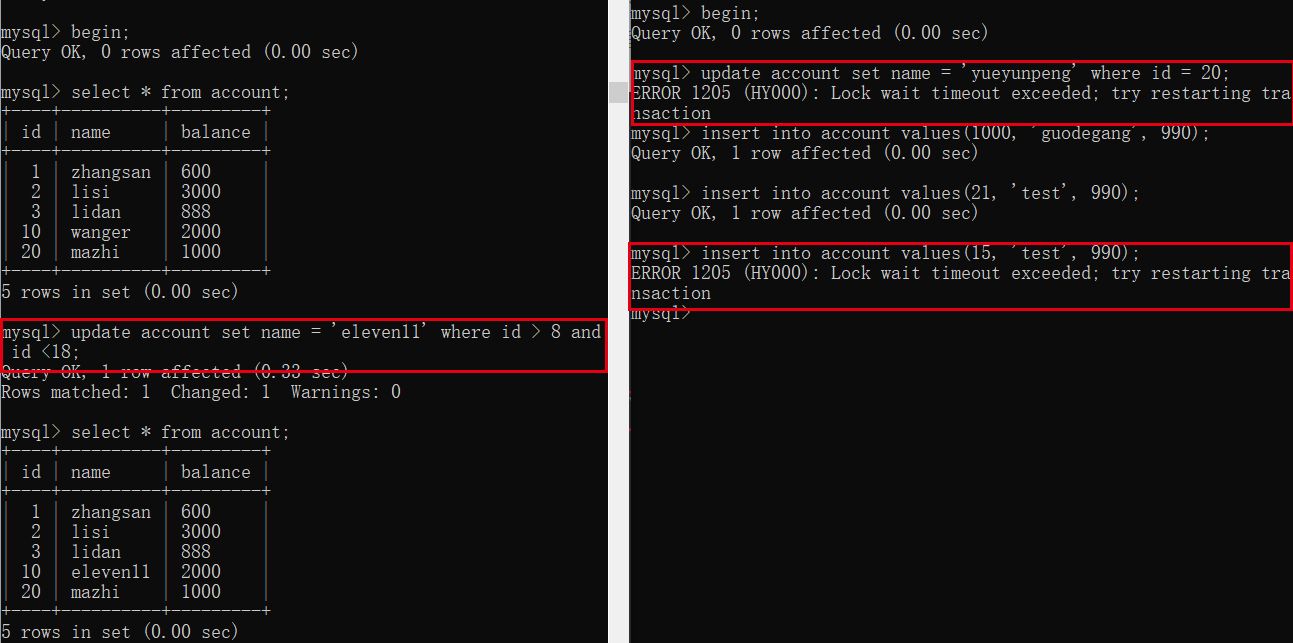 mysql> begin;
Query OK, 0 rows affected (0.00 sec)
mysql> select * from account;
+----+----------+---------+
| id | name     | balance |
+----+----------+---------+
|  1 | zhangsan | 600     |
|  2 | lisi     | 3000    |
|  3 | lidan    | 888     |
| 10 | wanger   | 2000    |
| 20 | mazhi    | 1000    |
+----+----------+---------+
5 rows in set (0.00 sec)
mysql> update account set name = 'eleven11' where id > 8 and
 id <18;
Query OK, 1 row affected (0.33 sec)
Rows matched: 1  Changed: 1  Warnings: 0
mysql> select * from account;
+----+----------+---------+
| id | name     | balance |
+----+----------+---------+
|  1 | zhangsan | 600     |
|  2 | lisi     | 3000    |
|  3 | lidan    | 888     |
| 10 | eleven11 | 2000    |
| 20 | mazhi    | 1000    |
+----+----------+---------+
5 rows in set (0.00 sec)
mysql> begin;
Query OK, 0 rows affected (0.00 sec)
mysql> update account set name = 'yueyunpeng' where id = 20;
ERROR 1205 (HY000): Lock wait timeout exceeded; try restarting tra
nsaction
mysql> insert into account values(1000, 'guodegang', 990);
Query OK, 1 row affected (0.00 sec)
mysql> insert into account values(21, 'test', 990);
Query OK, 1 row affected (0.00 sec)
mysql> insert into account values(15, 'test', 990);
ERROR 1205 (HY000): Lock wait timeout exceeded; try restarting tra
nsaction
mysql>